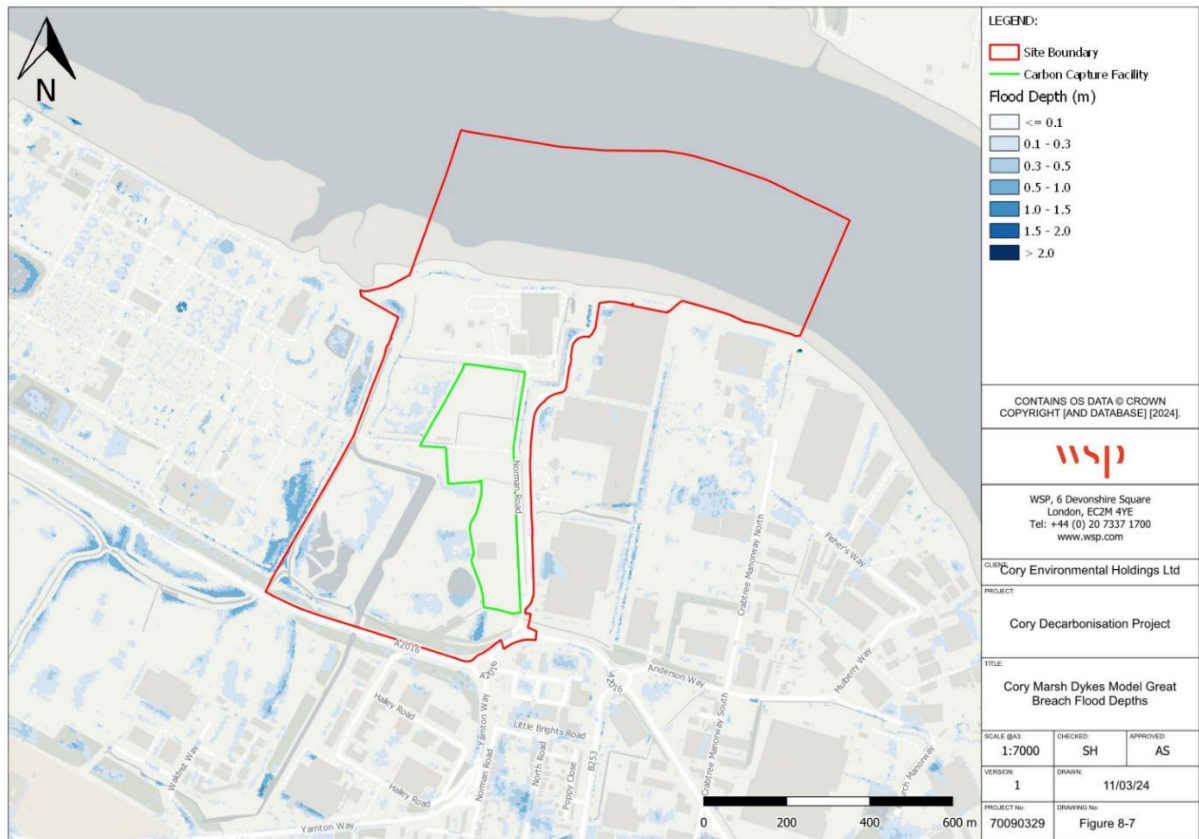 N
A2016
A2016
A2016
Norman Road
Norman Road
Yarnton Way
Yarnton Way
Hailey Road
Hailey Road
Waldrist Way
Little Brights Road
North Road
Poppy Close
B253
Anderson Way
Crabtree Manorway North
Crabtree Manorway South
Fisher's Way
Mulberry Way
Church Manorway
0 200 400 600 m
LEGEND:
Site Boundary
Carbon Capture Facility
Flood Depth (m)
<= 0.1
0.1 - 0.3
0.3 - 0.5
0.5 - 1.0
1.0 - 1.5
1.5 - 2.0
> 2.0
CONTAINS OS DATA © CROWN
COPYRIGHT [AND DATABASE] [2024].
wsp
WSP, 6 Devonshire Square
London, EC2M 4YE
Tel: +44 (0) 20 7337 1700
www.wsp.com
CLIENT:
Cory Environmental Holdings Ltd
PROJECT:
Cory Decarbonisation Project
TITLE:
Cory Marsh Dykes Model Great
Breach Flood Depths
SCALE @A3: CHECKED: APPROVED:
1:7000 SH AS
VERSION: DRAWN:
1 11/03/24
PROJECT No: DRAWING No:
70090329 Figure 8-7